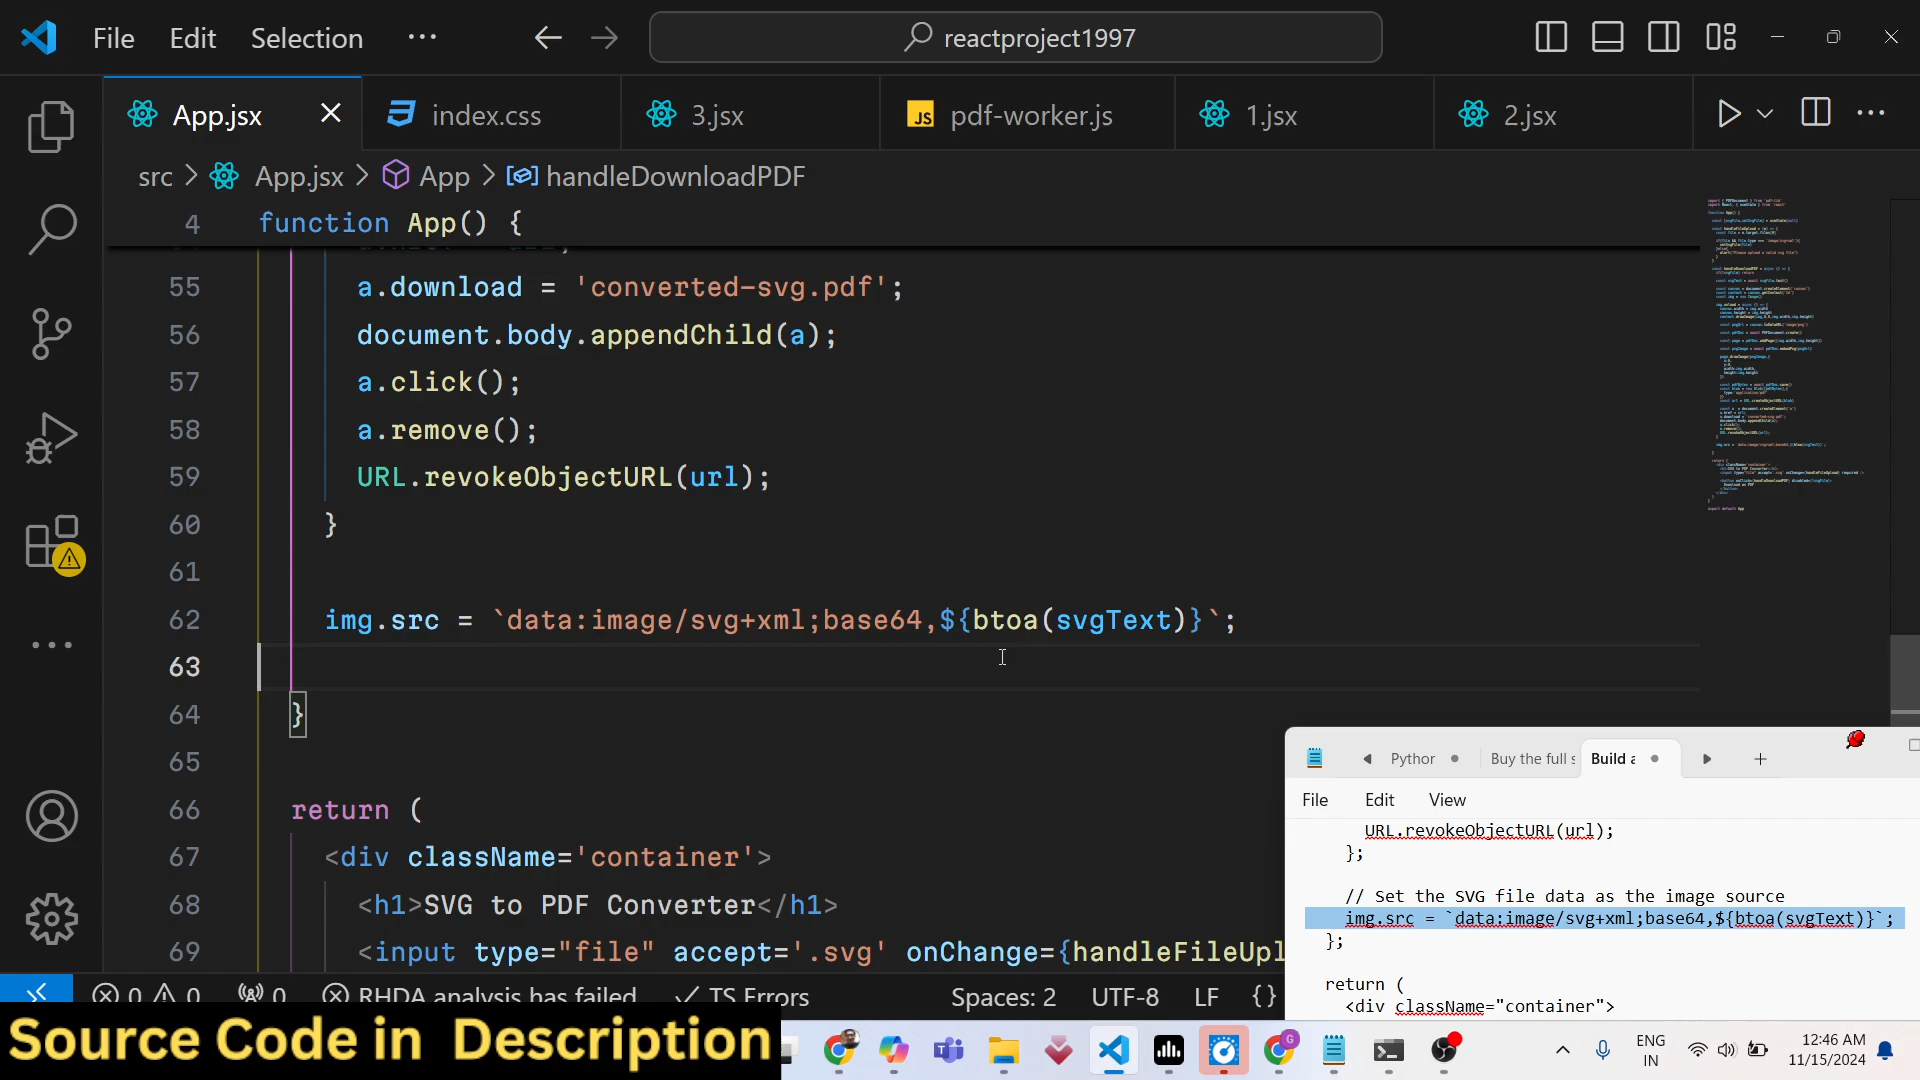 File Edit Selection ··· reactproject1997
App.jsx index.css 3.jsx JS pdf-worker.js 1.jsx 2.jsx
src > App.jsx > App > handleDownloadPDF
4 function App() {
55 a.download = 'converted-svg.pdf';
56 document.body.appendChild(a);
57 a.click();
58 a.remove();
59 URL.revokeObjectURL(url);
60 }
61
62 img.src = `data:image/svg+xml;base64,${btoa(svgText)}`;
63
64 }
65
66 return (
67 <div className='container'>
68 <h1>SVG to PDF Converter</h1>
69 <input type="file" accept='.svg' onChange={handleFileUpl
Python Buy the full s Build a
File Edit View
URL.revokeObjectURL(url);
};
// Set the SVG file data as the image source
img.src = `data:image/svg+xml;base64,${btoa(svgText)}`;
};
return (
<div className="container">
0 0 0 RHDA analysis has failed TS Errors Spaces: 2 UTF-8 LF {}
Source Code in Description
ENG
IN
12:46 AM
11/15/2024